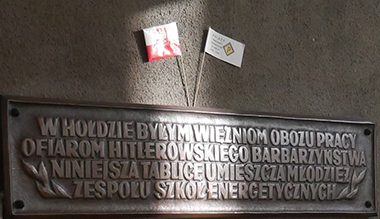 W HOŁDZIE BYŁYM WIĘŹNIOM OBOZU PRACY
OFIAROM HITLEROWSKIEGO BARBARZYŃSTWA
NINIEJSZĄ TABLICĘ UMIESZCZA MŁODZIEŻ
ZESPOŁU SZKÓŁ ENERGETYCZNYCH